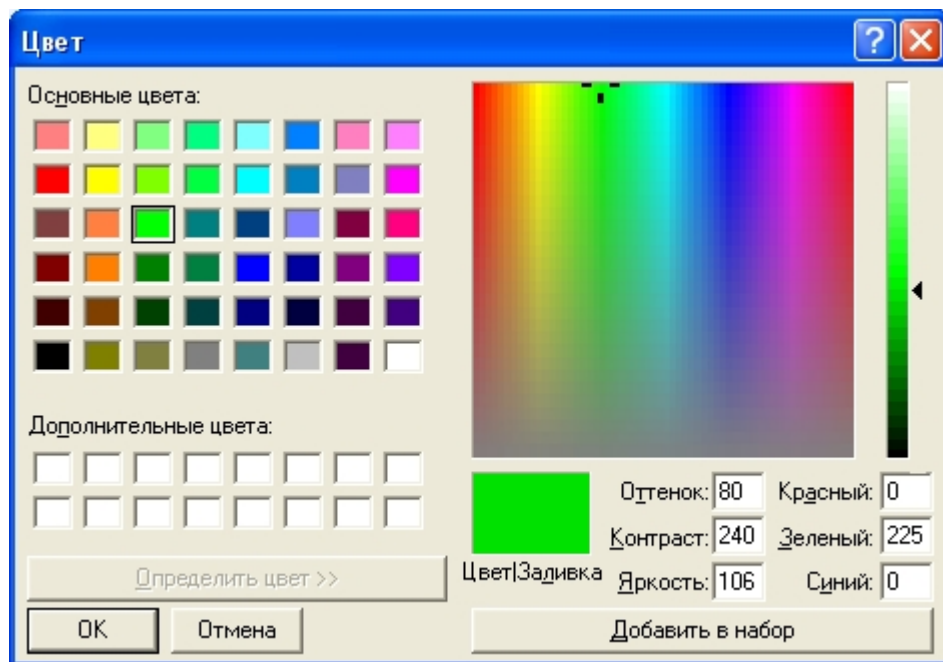 Цвет
Основные цвета:
Дополнительные цвета:
Определить цвет >>
OK
Отмена
Цвет|Заливка
Оттенок: 80
Контраст: 240
Яркость: 106
Красный: 0
Зеленый: 225
Синий: 0
Добавить в набор